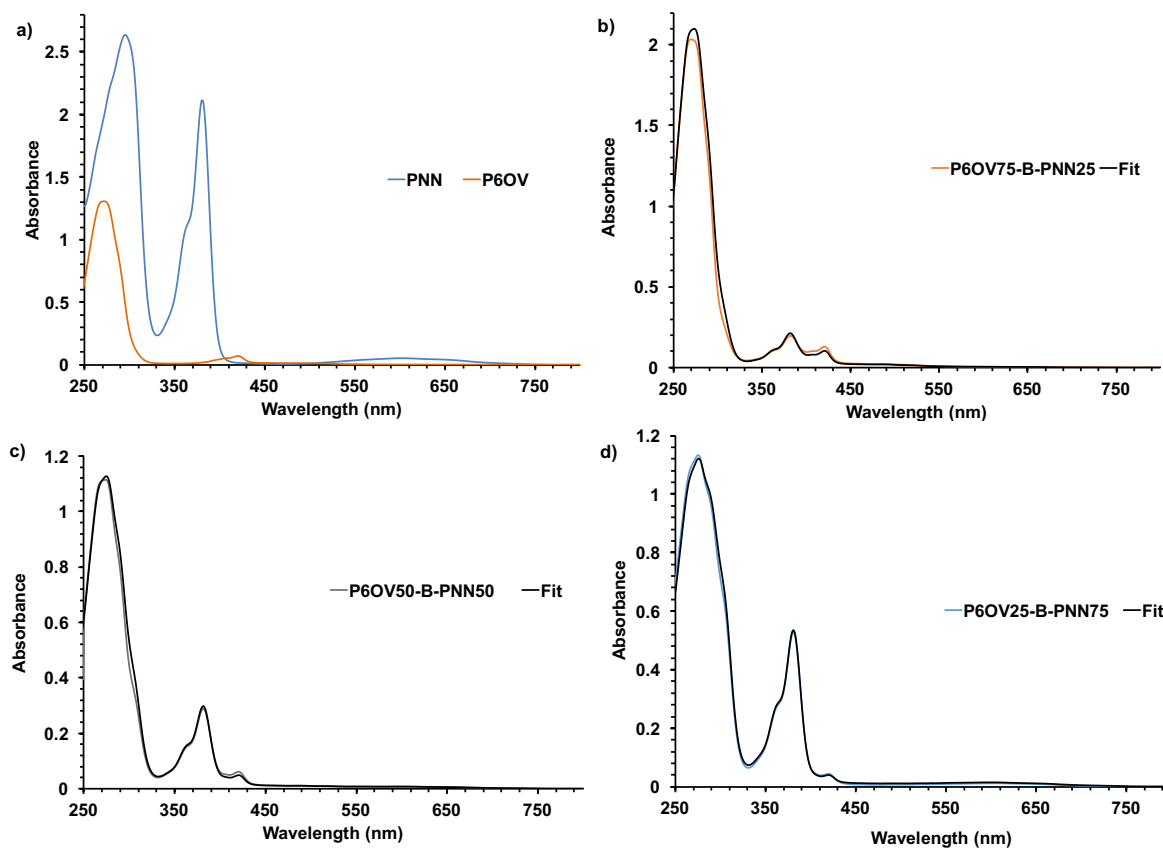 a)
2.5
2
1.5
1
0.5
0
Absorbance
PNN P6OV
250 350 450 550 650 750
Wavelength (nm)
b)
2
1.5
1
0.5
0
Absorbance
P6OV75-B-PNN25 Fit
250 350 450 550 650 750
Wavelength (nm)
c)
1.2
1
0.8
0.6
0.4
0.2
0
Absorbance
P6OV50-B-PNN50 Fit
250 350 450 550 650 750
Wavelength (nm)
d)
1.2
1
0.8
0.6
0.4
0.2
0
Absorbance
P6OV25-B-PNN75 Fit
250 350 450 550 650 750
Wavelength (nm)